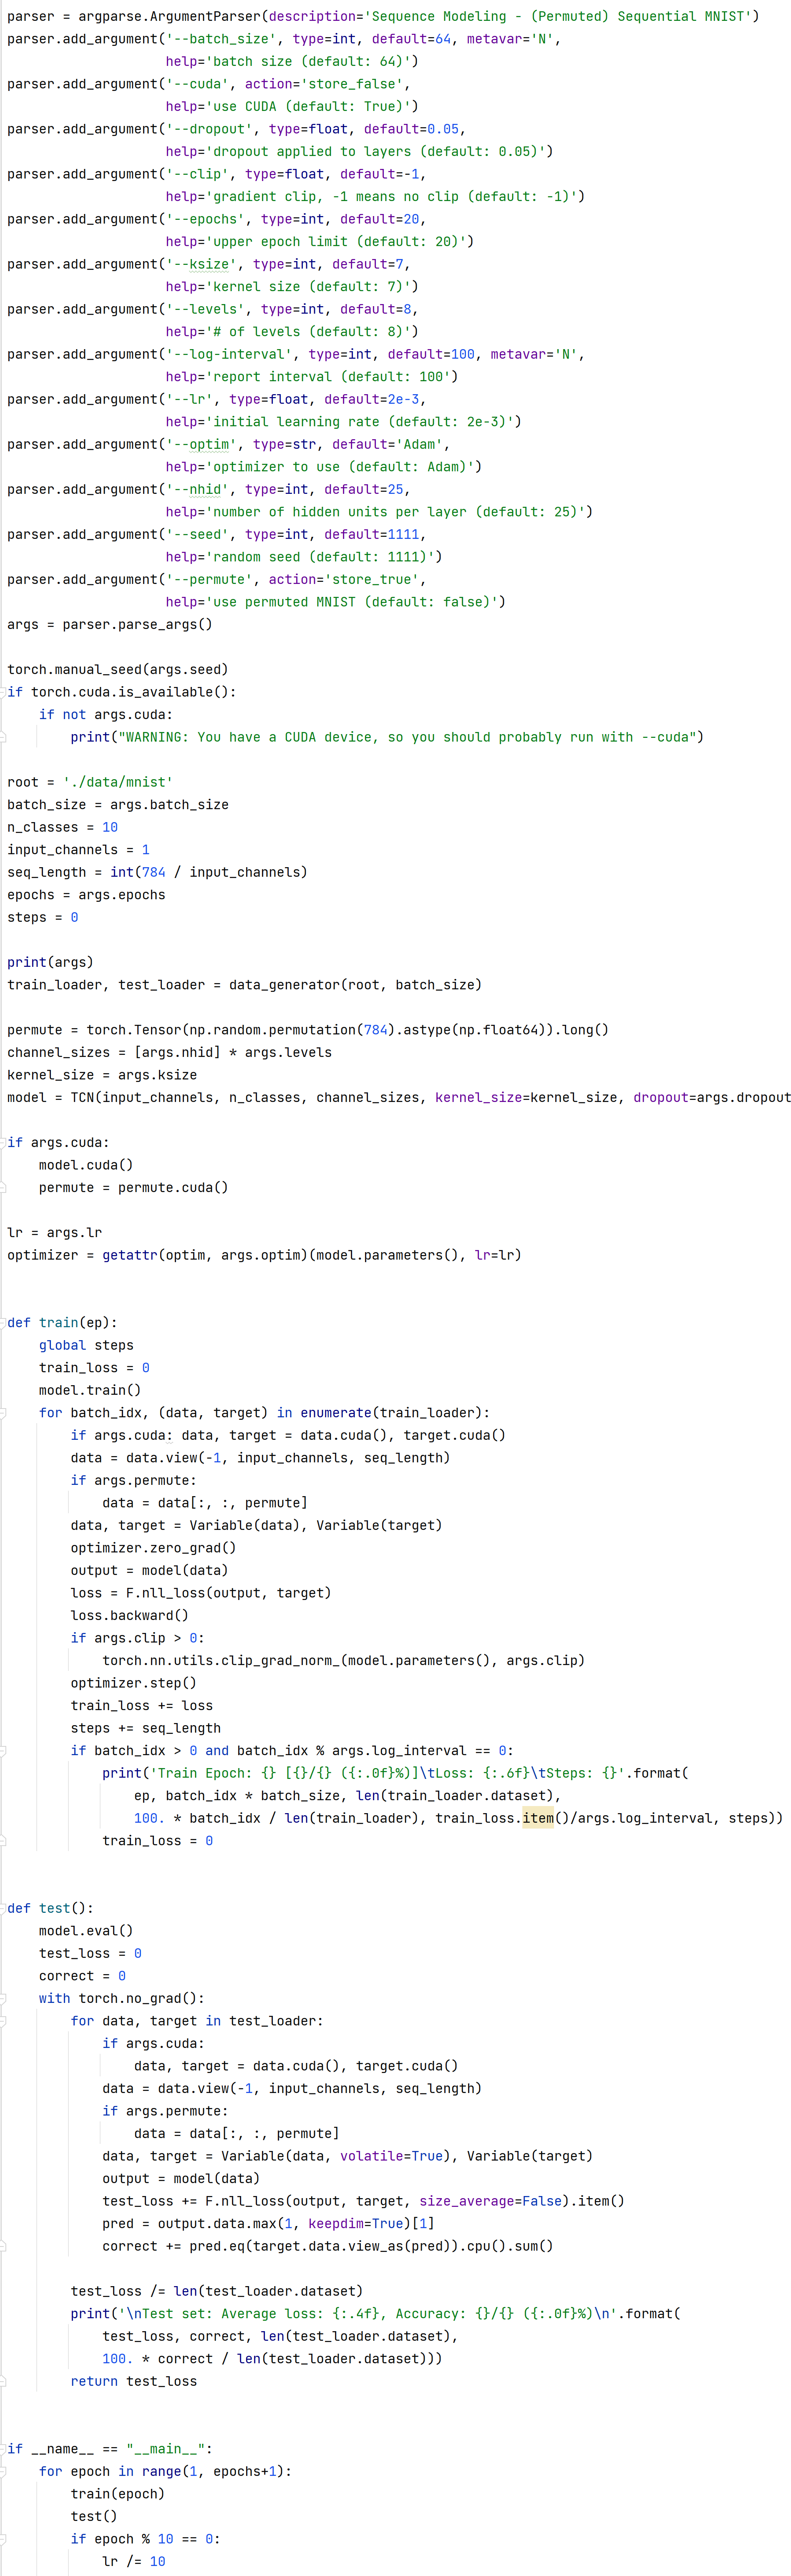 parser = argparse.ArgumentParser(description='Sequence Modeling - (Permuted) Sequential MNIST')
parser.add_argument('--batch_size', type=int, default=64, metavar='N',
                    help='batch size (default: 64)')
parser.add_argument('--cuda', action='store_false',
                    help='use CUDA (default: True)')
parser.add_argument('--dropout', type=float, default=0.05,
                    help='dropout applied to layers (default: 0.05)')
parser.add_argument('--clip', type=float, default=-1,
                    help='gradient clip, -1 means no clip (default: -1)')
parser.add_argument('--epochs', type=int, default=20,
                    help='upper epoch limit (default: 20)')
parser.add_argument('--ksize', type=int, default=7,
                    help='kernel size (default: 7)')
parser.add_argument('--levels', type=int, default=8,
                    help='# of levels (default: 8)')
parser.add_argument('--log-interval', type=int, default=100, metavar='N',
                    help='report interval (default: 100')
parser.add_argument('--lr', type=float, default=2e-3,
                    help='initial learning rate (default: 2e-3)')
parser.add_argument('--optim', type=str, default='Adam',
                    help='optimizer to use (default: Adam)')
parser.add_argument('--nhid', type=int, default=25,
                    help='number of hidden units per layer (default: 25)')
parser.add_argument('--seed', type=int, default=1111,
                    help='random seed (default: 1111)')
parser.add_argument('--permute', action='store_true',
                    help='use permuted MNIST (default: false)')
args = parser.parse_args()

torch.manual_seed(args.seed)
if torch.cuda.is_available():
    if not args.cuda:
        print("WARNING: You have a CUDA device, so you should probably run with --cuda")

root = './data/mnist'
batch_size = args.batch_size
n_classes = 10
input_channels = 1
seq_length = int(784 / input_channels)
epochs = args.epochs
steps = 0

print(args)
train_loader, test_loader = data_generator(root, batch_size)

permute = torch.Tensor(np.random.permutation(784).astype(np.float64)).long()
channel_sizes = [args.nhid] * args.levels
kernel_size = args.ksize
model = TCN(input_channels, n_classes, channel_sizes, kernel_size=kernel_size, dropout=args.dropout

if args.cuda:
    model.cuda()
    permute = permute.cuda()

lr = args.lr
optimizer = getattr(optim, args.optim)(model.parameters(), lr=lr)


def train(ep):
    global steps
    train_loss = 0
    model.train()
    for batch_idx, (data, target) in enumerate(train_loader):
        if args.cuda: data, target = data.cuda(), target.cuda()
        data = data.view(-1, input_channels, seq_length)
        if args.permute:
            data = data[:, :, permute]
        data, target = Variable(data), Variable(target)
        optimizer.zero_grad()
        output = model(data)
        loss = F.nll_loss(output, target)
        loss.backward()
        if args.clip > 0:
            torch.nn.utils.clip_grad_norm_(model.parameters(), args.clip)
        optimizer.step()
        train_loss += loss
        steps += seq_length
        if batch_idx > 0 and batch_idx % args.log_interval == 0:
            print('Train Epoch: {} [{}/{} ({:.0f}%)]\tLoss: {:.6f}\tSteps: {}'.format(
                ep, batch_idx * batch_size, len(train_loader.dataset),
                100. * batch_idx / len(train_loader), train_loss.item()/args.log_interval, steps))
            train_loss = 0


def test():
    model.eval()
    test_loss = 0
    correct = 0
    with torch.no_grad():
        for data, target in test_loader:
            if args.cuda:
                data, target = data.cuda(), target.cuda()
            data = data.view(-1, input_channels, seq_length)
            if args.permute:
                data = data[:, :, permute]
            data, target = Variable(data, volatile=True), Variable(target)
            output = model(data)
            test_loss += F.nll_loss(output, target, size_average=False).item()
            pred = output.data.max(1, keepdim=True)[1]
            correct += pred.eq(target.data.view_as(pred)).cpu().sum()

        test_loss /= len(test_loader.dataset)
        print('\nTest set: Average loss: {:.4f}, Accuracy: {}/{} ({:.0f}%)\n'.format(
            test_loss, correct, len(test_loader.dataset),
            100. * correct / len(test_loader.dataset)))
        return test_loss


if __name__ == "__main__":
    for epoch in range(1, epochs+1):
        train(epoch)
        test()
        if epoch % 10 == 0:
            lr /= 10